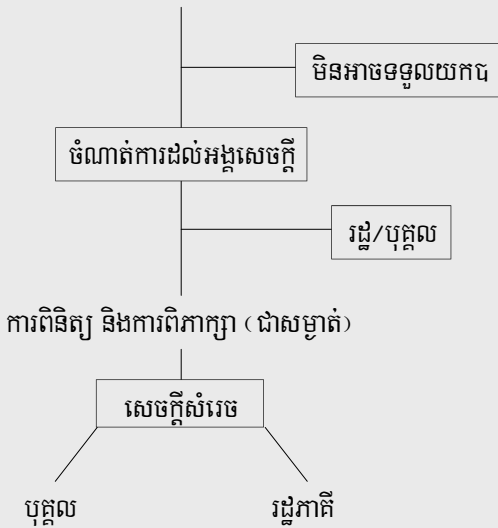 មិនអាចទទួលយកប
ចំណាត់ការដល់អង្គសេចក្តី
រដ្ឋ/បុគ្គល
ការពិនិត្យ និងការពិភាក្សា (ជាសម្ងាត់)
សេចក្តីសំរេច
បុគ្គល រដ្ឋភាគី